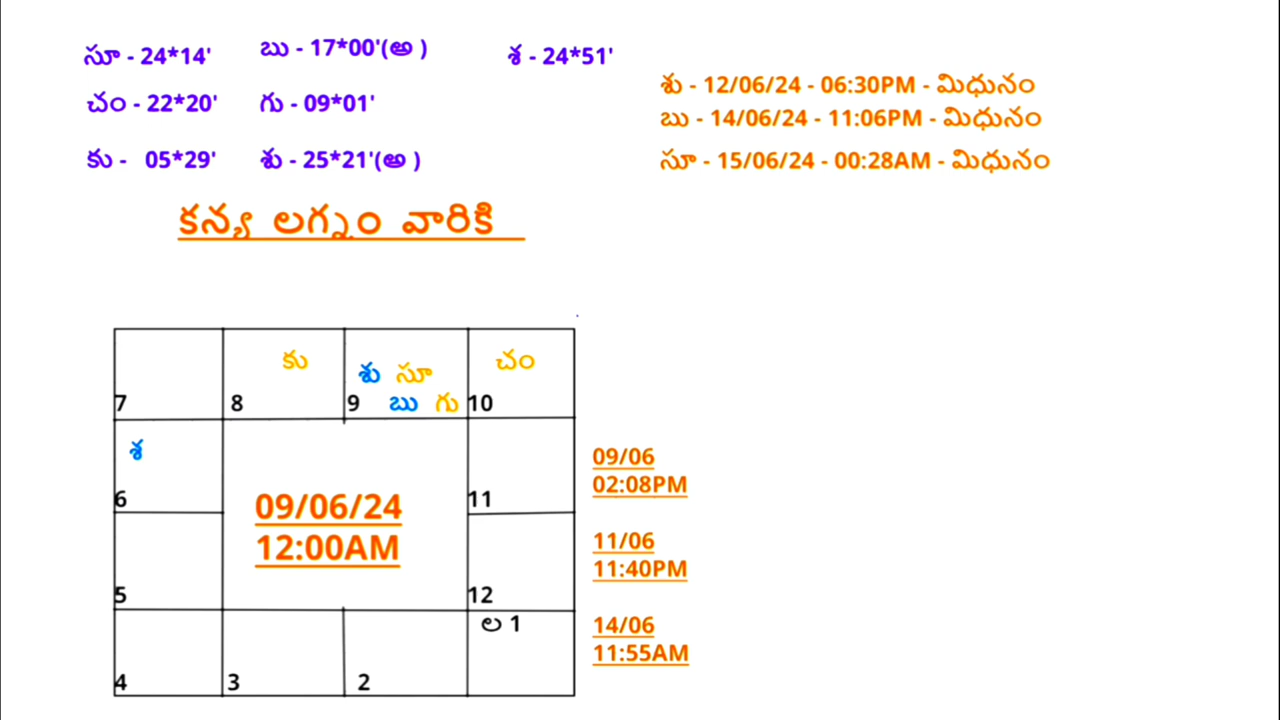 సూ - 24*14'
బు - 17*00'(అ )
శ - 24*51'
చం - 22*20'
గు - 09*01'
కు - 05*29'
శు - 25*21'(అ )
శు - 12/06/24 - 06:30PM - మిధునం
బు - 14/06/24 - 11:06PM - మిధునం
సూ - 15/06/24 - 00:28AM - మిధునం
కన్య లగ్నం వారికి
కు
శు సూ
చం
7
8
9 బు గు
10
శ
6
11
09/06/24
12:00AM
5
12
ల 1
4
3
2
09/06
02:08PM
11/06
11:40PM
14/06
11:55AM